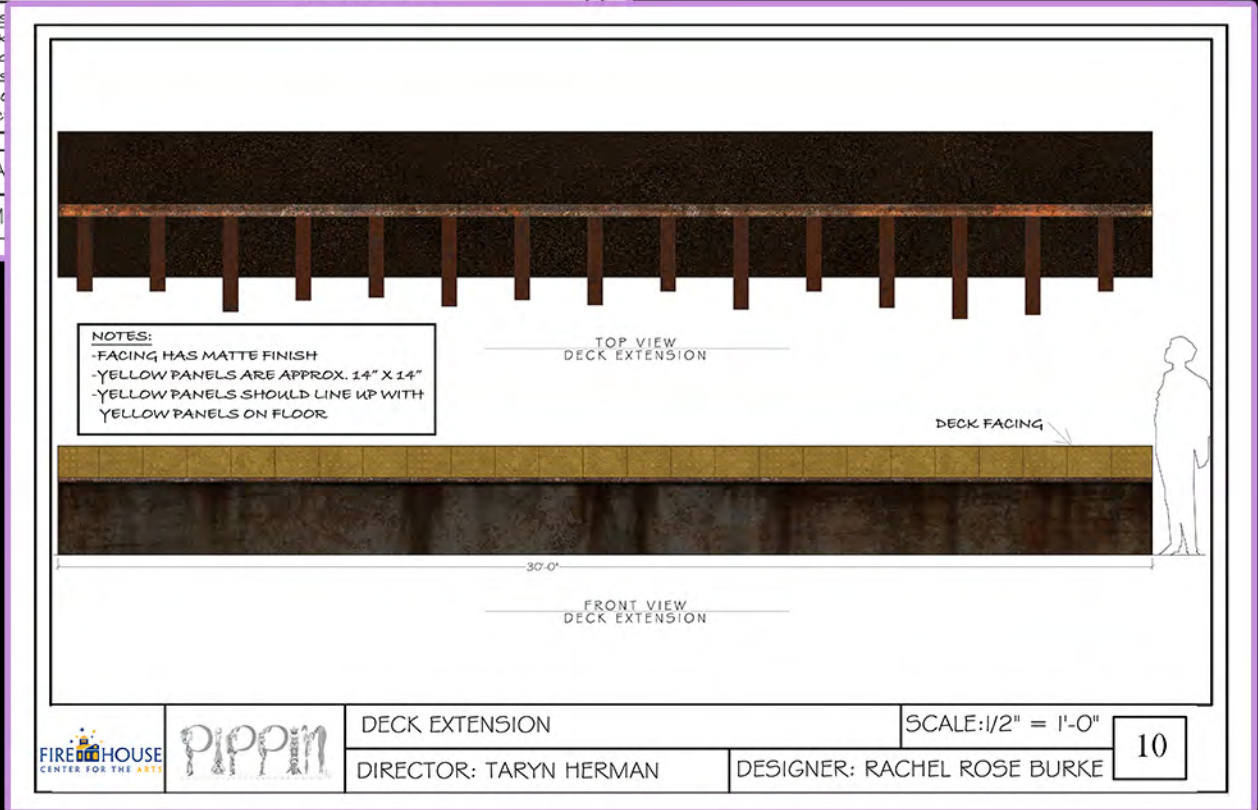 TOP VIEW
DECK EXTENSION
NOTES:
-FACING HAS MATTE FINISH
-YELLOW PANELS ARE APPROX. 14" X 14"
-YELLOW PANELS SHOULD LINE UP WITH
YELLOW PANELS ON FLOOR
DECK FACING
30'-0"
FRONT VIEW
DECK EXTENSION
FIREHOUSE
CENTER FOR THE ARTS
PIPPIN
DECK EXTENSION
SCALE:1/2" = 1'-0"
DIRECTOR: TARYN HERMAN
DESIGNER: RACHEL ROSE BURKE
10